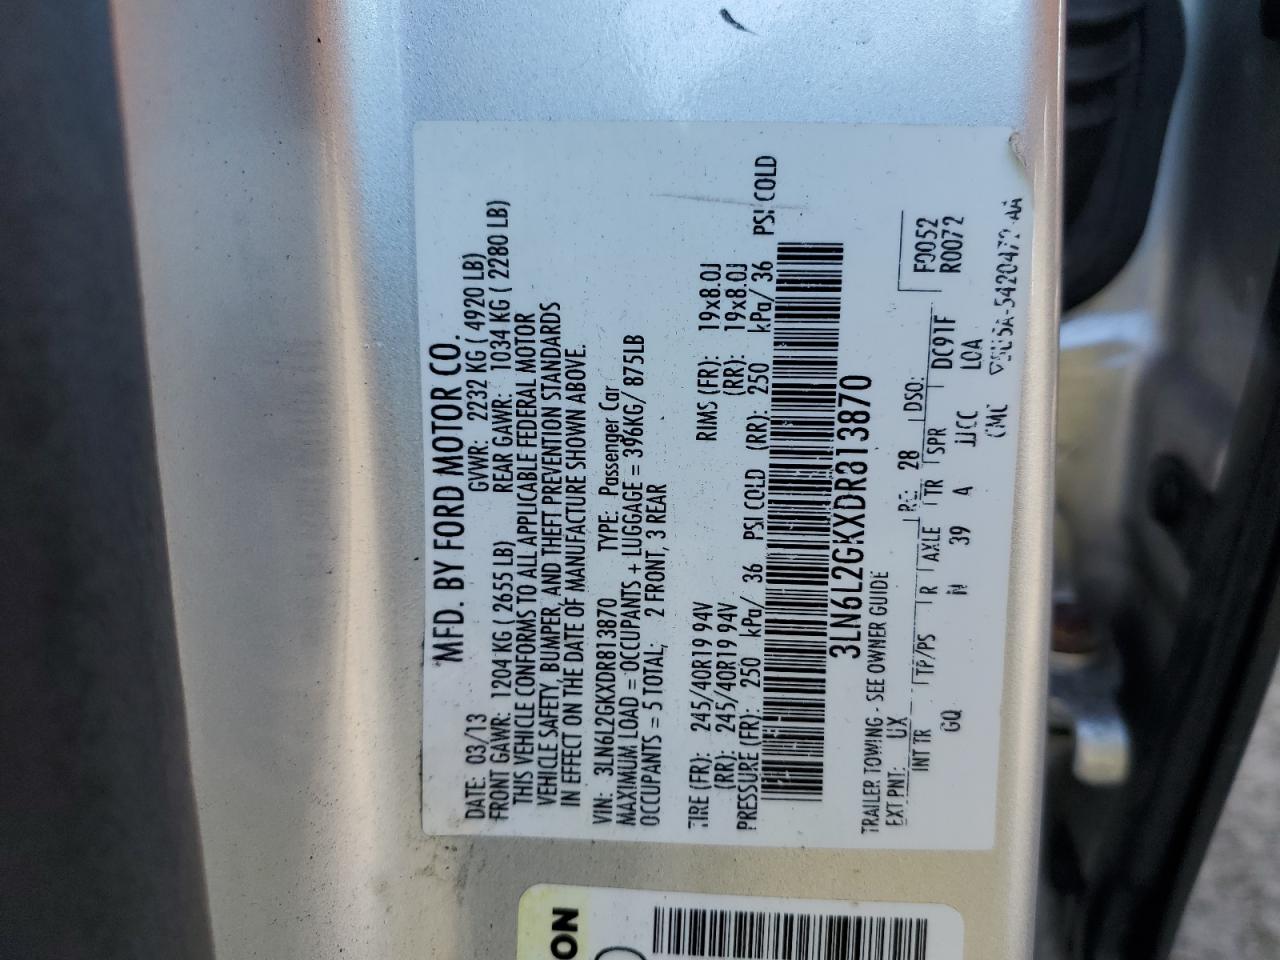 MFD. BY FORD MOTOR CO.
DATE: 03/13 GVWR: 2232 KG ( 4920 LB)
FRONT GAWR: 1204 KG ( 2655 LB) REAR GAWR: 1034 KG ( 2280 LB)
THIS VEHICLE CONFORMS TO ALL APPLICABLE FEDERAL MOTOR
VEHICLE SAFETY, BUMPER, AND THEFT PREVENTION STANDARDS
IN EFFECT ON THE DATE OF MANUFACTURE SHOWN ABOVE.
VIN: 3LN6L2GKXDR813870 TYPE: Passenger Car
MAXIMUM LOAD = OCCUPANTS + LUGGAGE = 396KG/ 875LB
OCCUPANTS = 5 TOTAL, 2 FRONT, 3 REAR
TIRE (FR): 245/40R19 94V RIMS (FR): 19x8.0J
(RR): 245/40R19 94V (RR): 19x8.0J
PRESSURE (FR): 250 kPa/ 36 PSI COLD (RR): 250 kPa/ 36 PSI COLD
3LN6L2GKXDR813870
TRAILER TOWING - SEE OWNER GUIDE
EXT PNT: UX RC: 28 DSO: F0052
INT TR TP/PS R AXLE TR SPR DC91F R0072
GQ N 39 4 JJCC LOA
CMC
ON